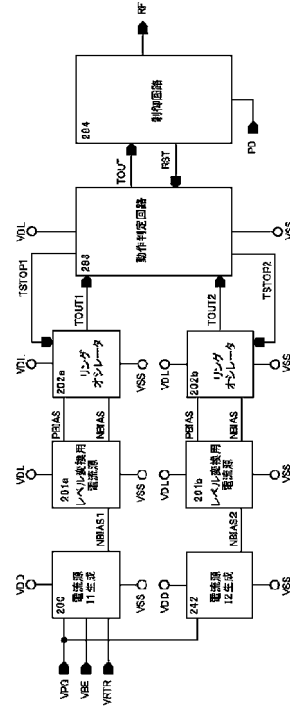 VPG
VBE
VRTR
VDD
200
電流源
I1生成
VSS
NBIAS1
VDL
201a
レベル変換用
電流源
VSS
PBIAS
NBIAS
VDL
202a
リング
オシレータ
VSS
TSTOP1
TOUT1
VDD
242
電流源
I2生成
VSS
NBIAS2
VDL
201b
レベル変換用
電流源
VSS
PBIAS
NBIAS
VDL
202b
リング
オシレータ
VSS
TOUT2
TSTOP2
VDL
203
動作判定回路
VSS
TOUT
RST
204
制御回路
RF
PD